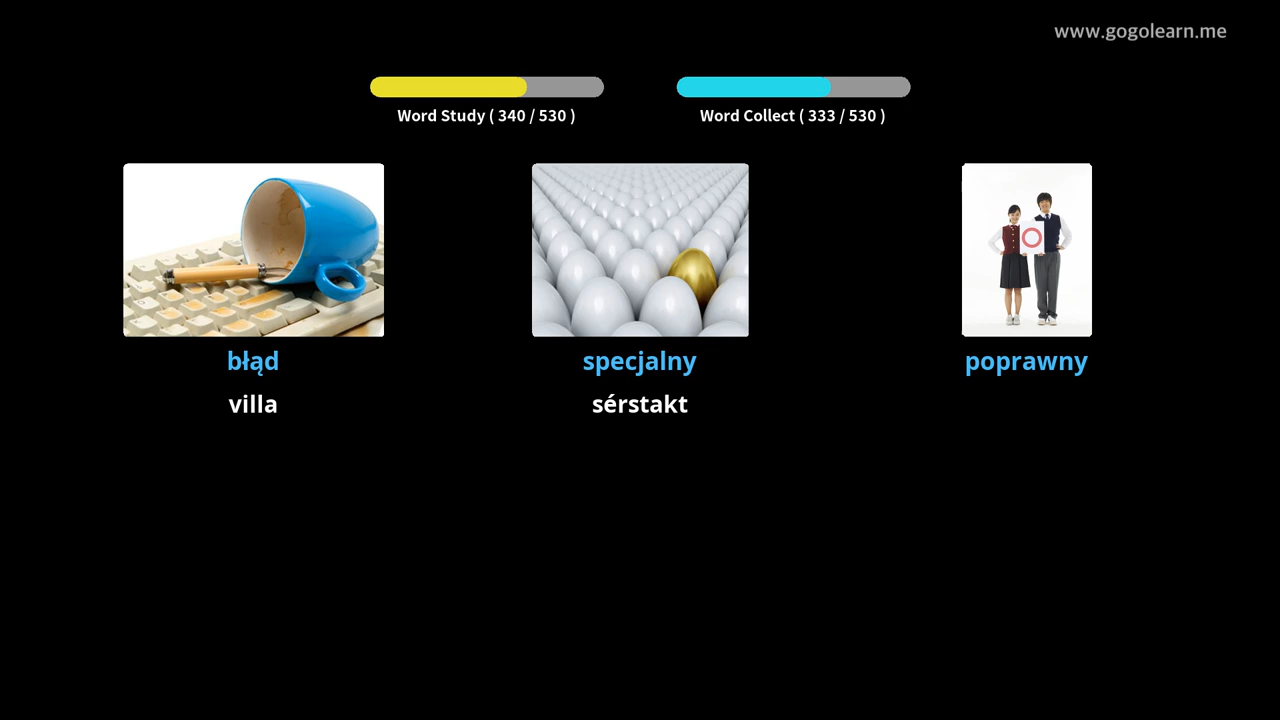 www.gogolearn.me
Word Study ( 340 / 530 )
Word Collect ( 333 / 530 )
błąd
specjalny
poprawny
villa
sérstakt